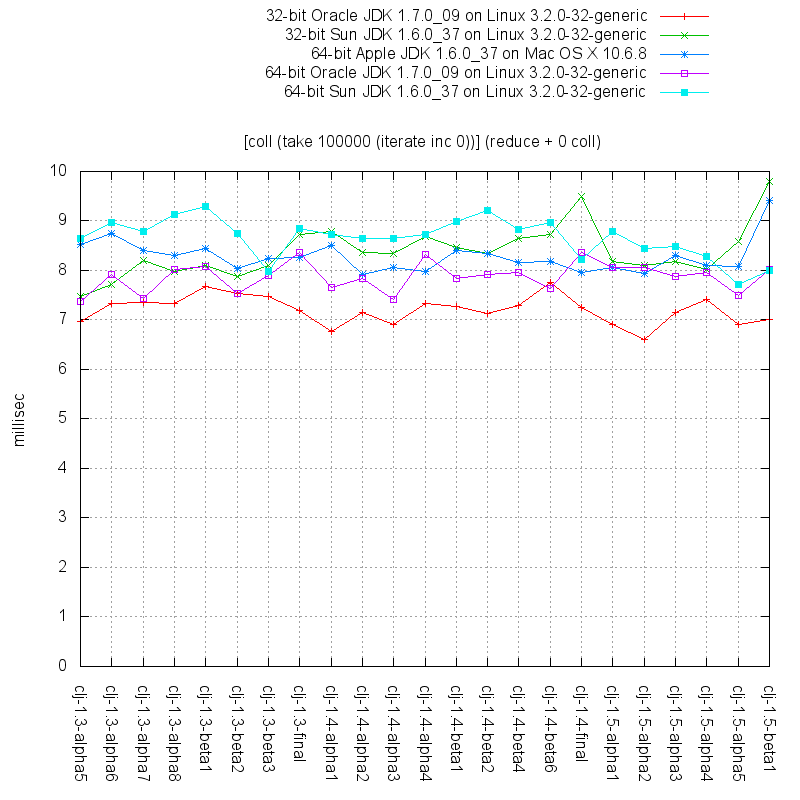 32-bit Oracle JDK 1.7.0_09 on Linux 3.2.0-32-generic
32-bit Sun JDK 1.6.0_37 on Linux 3.2.0-32-generic
64-bit Apple JDK 1.6.0_37 on Mac OS X 10.6.8
64-bit Oracle JDK 1.7.0_09 on Linux 3.2.0-32-generic
64-bit Sun JDK 1.6.0_37 on Linux 3.2.0-32-generic
[coll (take 100000 (iterate inc 0))] (reduce + 0 coll)
10
9
8
7
6
5
4
3
2
1
0
millisec
clj-1.3-alpha5
clj-1.3-alpha6
clj-1.3-alpha7
clj-1.3-alpha8
clj-1.3-beta1
clj-1.3-beta2
clj-1.3-beta3
clj-1.3-final
clj-1.4-alpha1
clj-1.4-alpha2
clj-1.4-alpha3
clj-1.4-alpha4
clj-1.4-beta1
clj-1.4-beta2
clj-1.4-beta4
clj-1.4-beta6
clj-1.4-final
clj-1.5-alpha1
clj-1.5-alpha2
clj-1.5-alpha3
clj-1.5-alpha4
clj-1.5-alpha5
clj-1.5-beta1